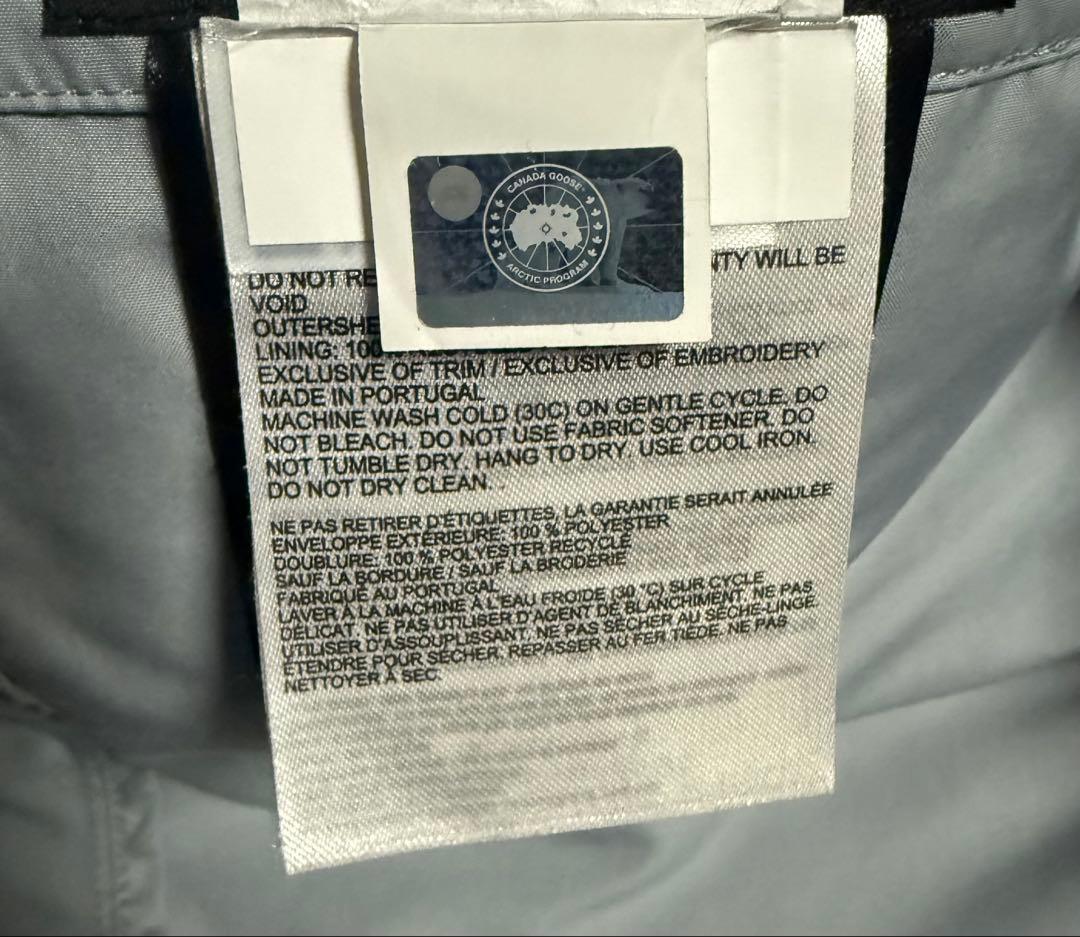 CANADA GOOSE
ARCTIC PROGRAM
DO NOT RE NTY WILL BE
VOID
OUTERSHE
LINING: 100
EXCLUSIVE OF TRIM / EXCLUSIVE OF EMBROIDERY
MADE IN PORTUGAL
MACHINE WASH COLD (30C) ON GENTLE CYCLE. DO
NOT BLEACH. DO NOT USE FABRIC SOFTENER. DO
NOT TUMBLE DRY. HANG TO DRY. USE COOL IRON.
DO NOT DRY CLEAN. .
NE PAS RETIRER D'ÉTIQUETTES, LA GARANTIE SERAIT ANNULÉE
ENVELOPPE EXTÉRIEURE: 100 % POLYESTER
DOUBLURE: 100 % POLYESTER RECYCLÉ
SAUF LA BORDURE / SAUF LA BRODERIE
FABRIQUÉ AU PORTUGAL
LAVER À LA MACHINE À L'EAU FROIDE (30 °C) SUR CYCLE
DÉLICAT. NE PAS UTILISER D'AGENT DE BLANCHIMENT. NE PAS
UTILISER D'ASSOUPLISSANT. NE PAS SÉCHER AU SÈCHE-LINGE.
ÉTENDRE POUR SÉCHER. REPASSER AU FER TIÈDE. NE PAS
NETTOYER À SEC.